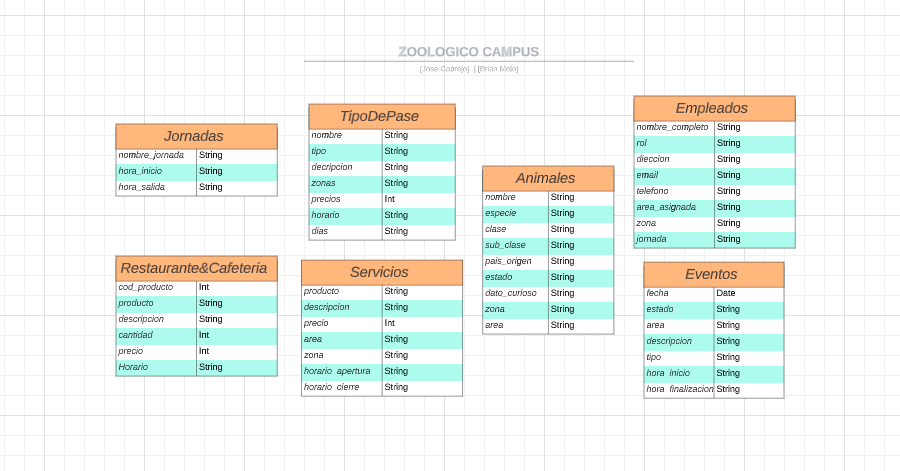 ZOOLOGICO CAMPUS
[Jose Cabrejo] | [Brian Melo]
Jornadas
nombre_jornada String
hora_inicio String
hora_salida String
TipoDePase
nombre String
tipo String
decripcion String
zonas String
precios Int
horario String
dias String
Animales
nombre String
especie String
clase String
sub_clase String
pais_origen String
estado String
dato_curioso String
zona String
area String
Empleados
nombre_completo String
rol String
dieccion String
email String
telefono String
area_asignada String
zona String
jornada String
Restaurante&Cafeteria
cod_producto Int
producto String
descripcion String
cantidad Int
precio Int
Horario String
Servicios
producto String
descripcion String
precio Int
area String
zona String
horario_apertura String
horario_cierre String
Eventos
fecha Date
estado String
area String
descripcion String
tipo String
hora_inicio String
hora_finalizacion String